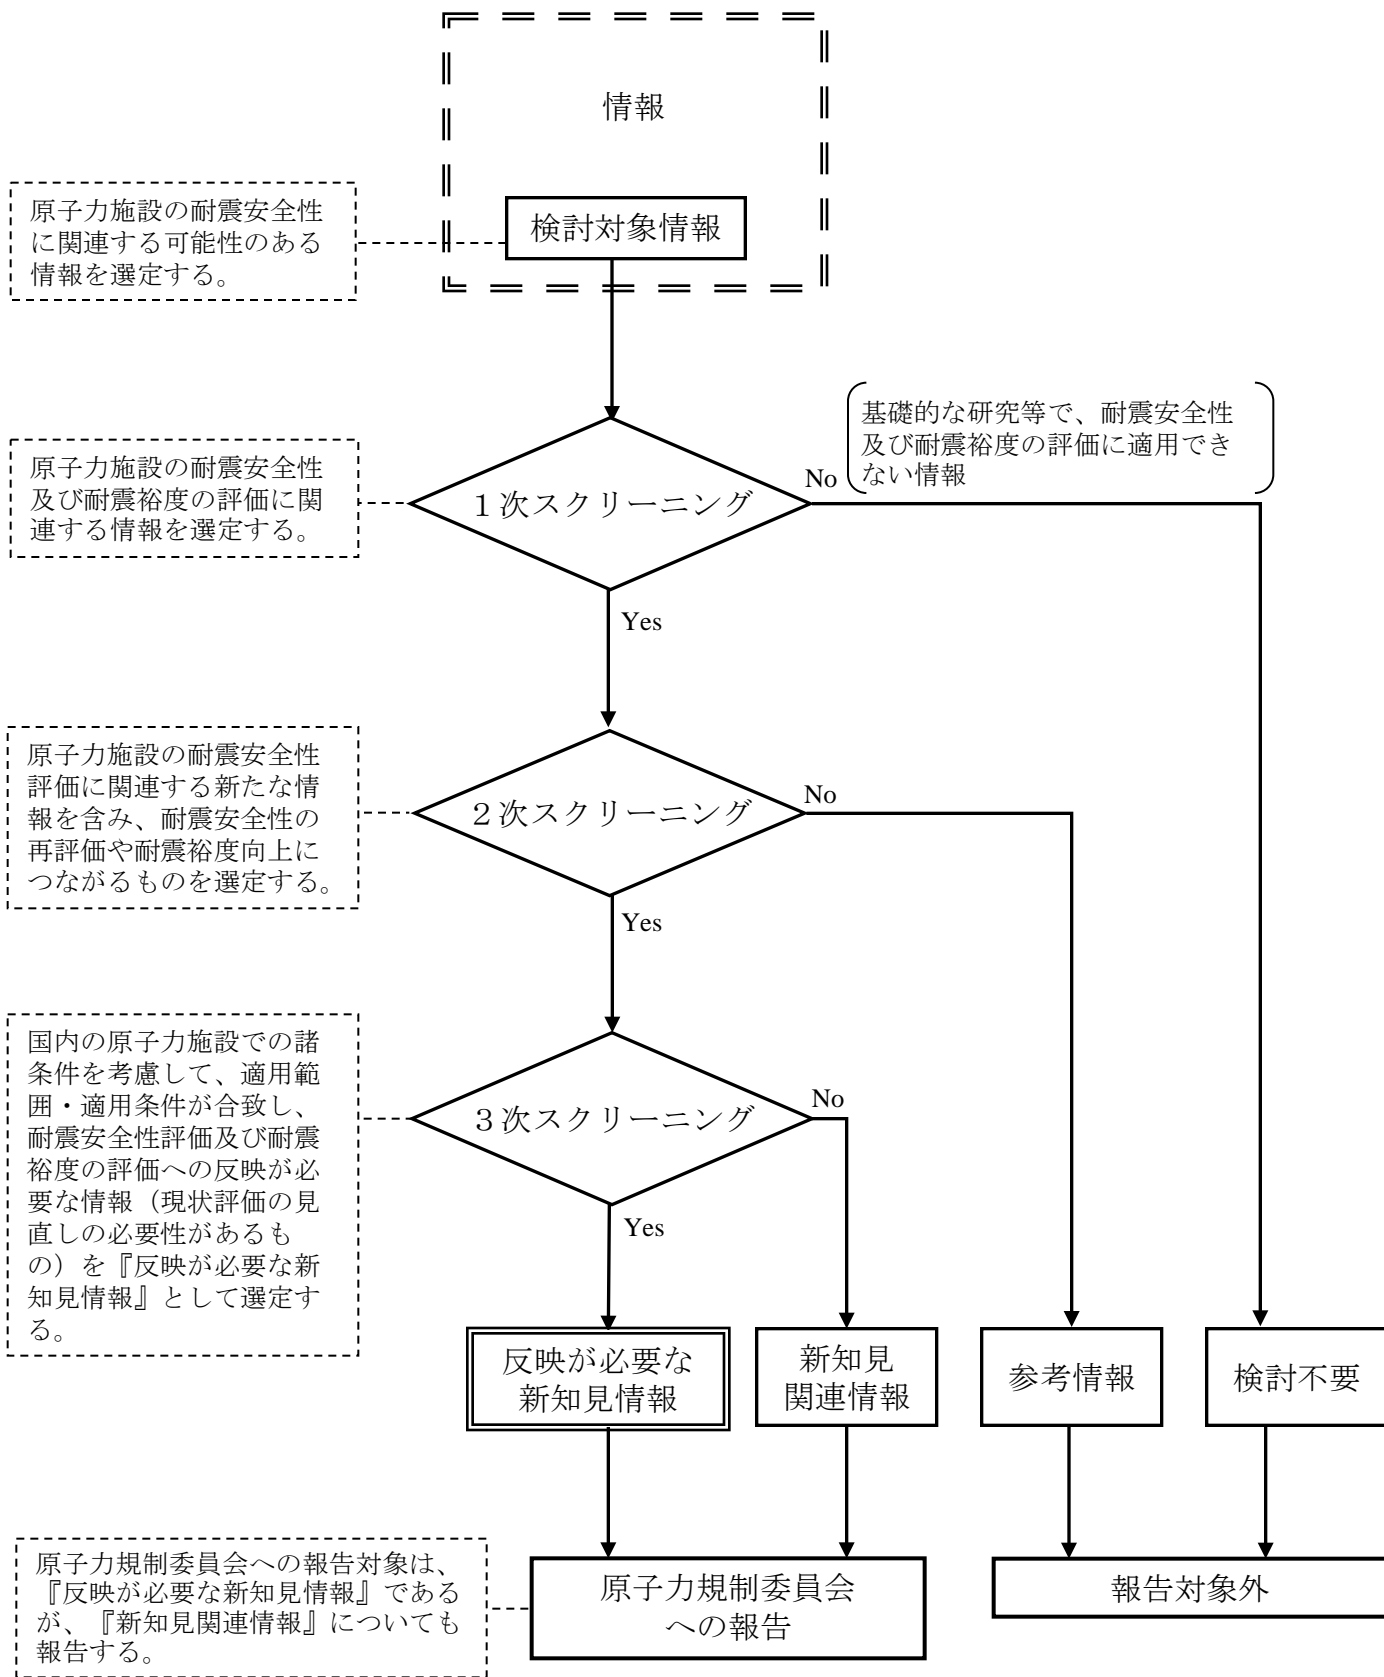 情報
検討対象情報
原子力施設の耐震安全性
に関連する可能性のある
情報を選定する。
基礎的な研究等で、耐震安全性
及び耐震裕度の評価に適用でき
ない情報
原子力施設の耐震安全性
及び耐震裕度の評価に関
連する情報を選定する。
１次スクリーニング
No
Yes
原子力施設の耐震安全性
評価に関連する新たな情
報を含み、耐震安全性の
再評価や耐震裕度向上に
つながるものを選定する。
２次スクリーニング
No
Yes
国内の原子力施設での諸
条件を考慮して、適用範
囲・適用条件が合致し、
耐震安全性評価及び耐震
裕度の評価への反映が必
要な情報（現状評価の見
直しの必要性があるも
の）を『反映が必要な新
知見情報』として選定す
る。
３次スクリーニング
No
Yes
反映が必要な
新知見情報
新知見
関連情報
参考情報
検討不要
原子力規制委員会への報告対象は、
『反映が必要な新知見情報』である
が、『新知見関連情報』についても
報告する。
原子力規制委員会
への報告
報告対象外